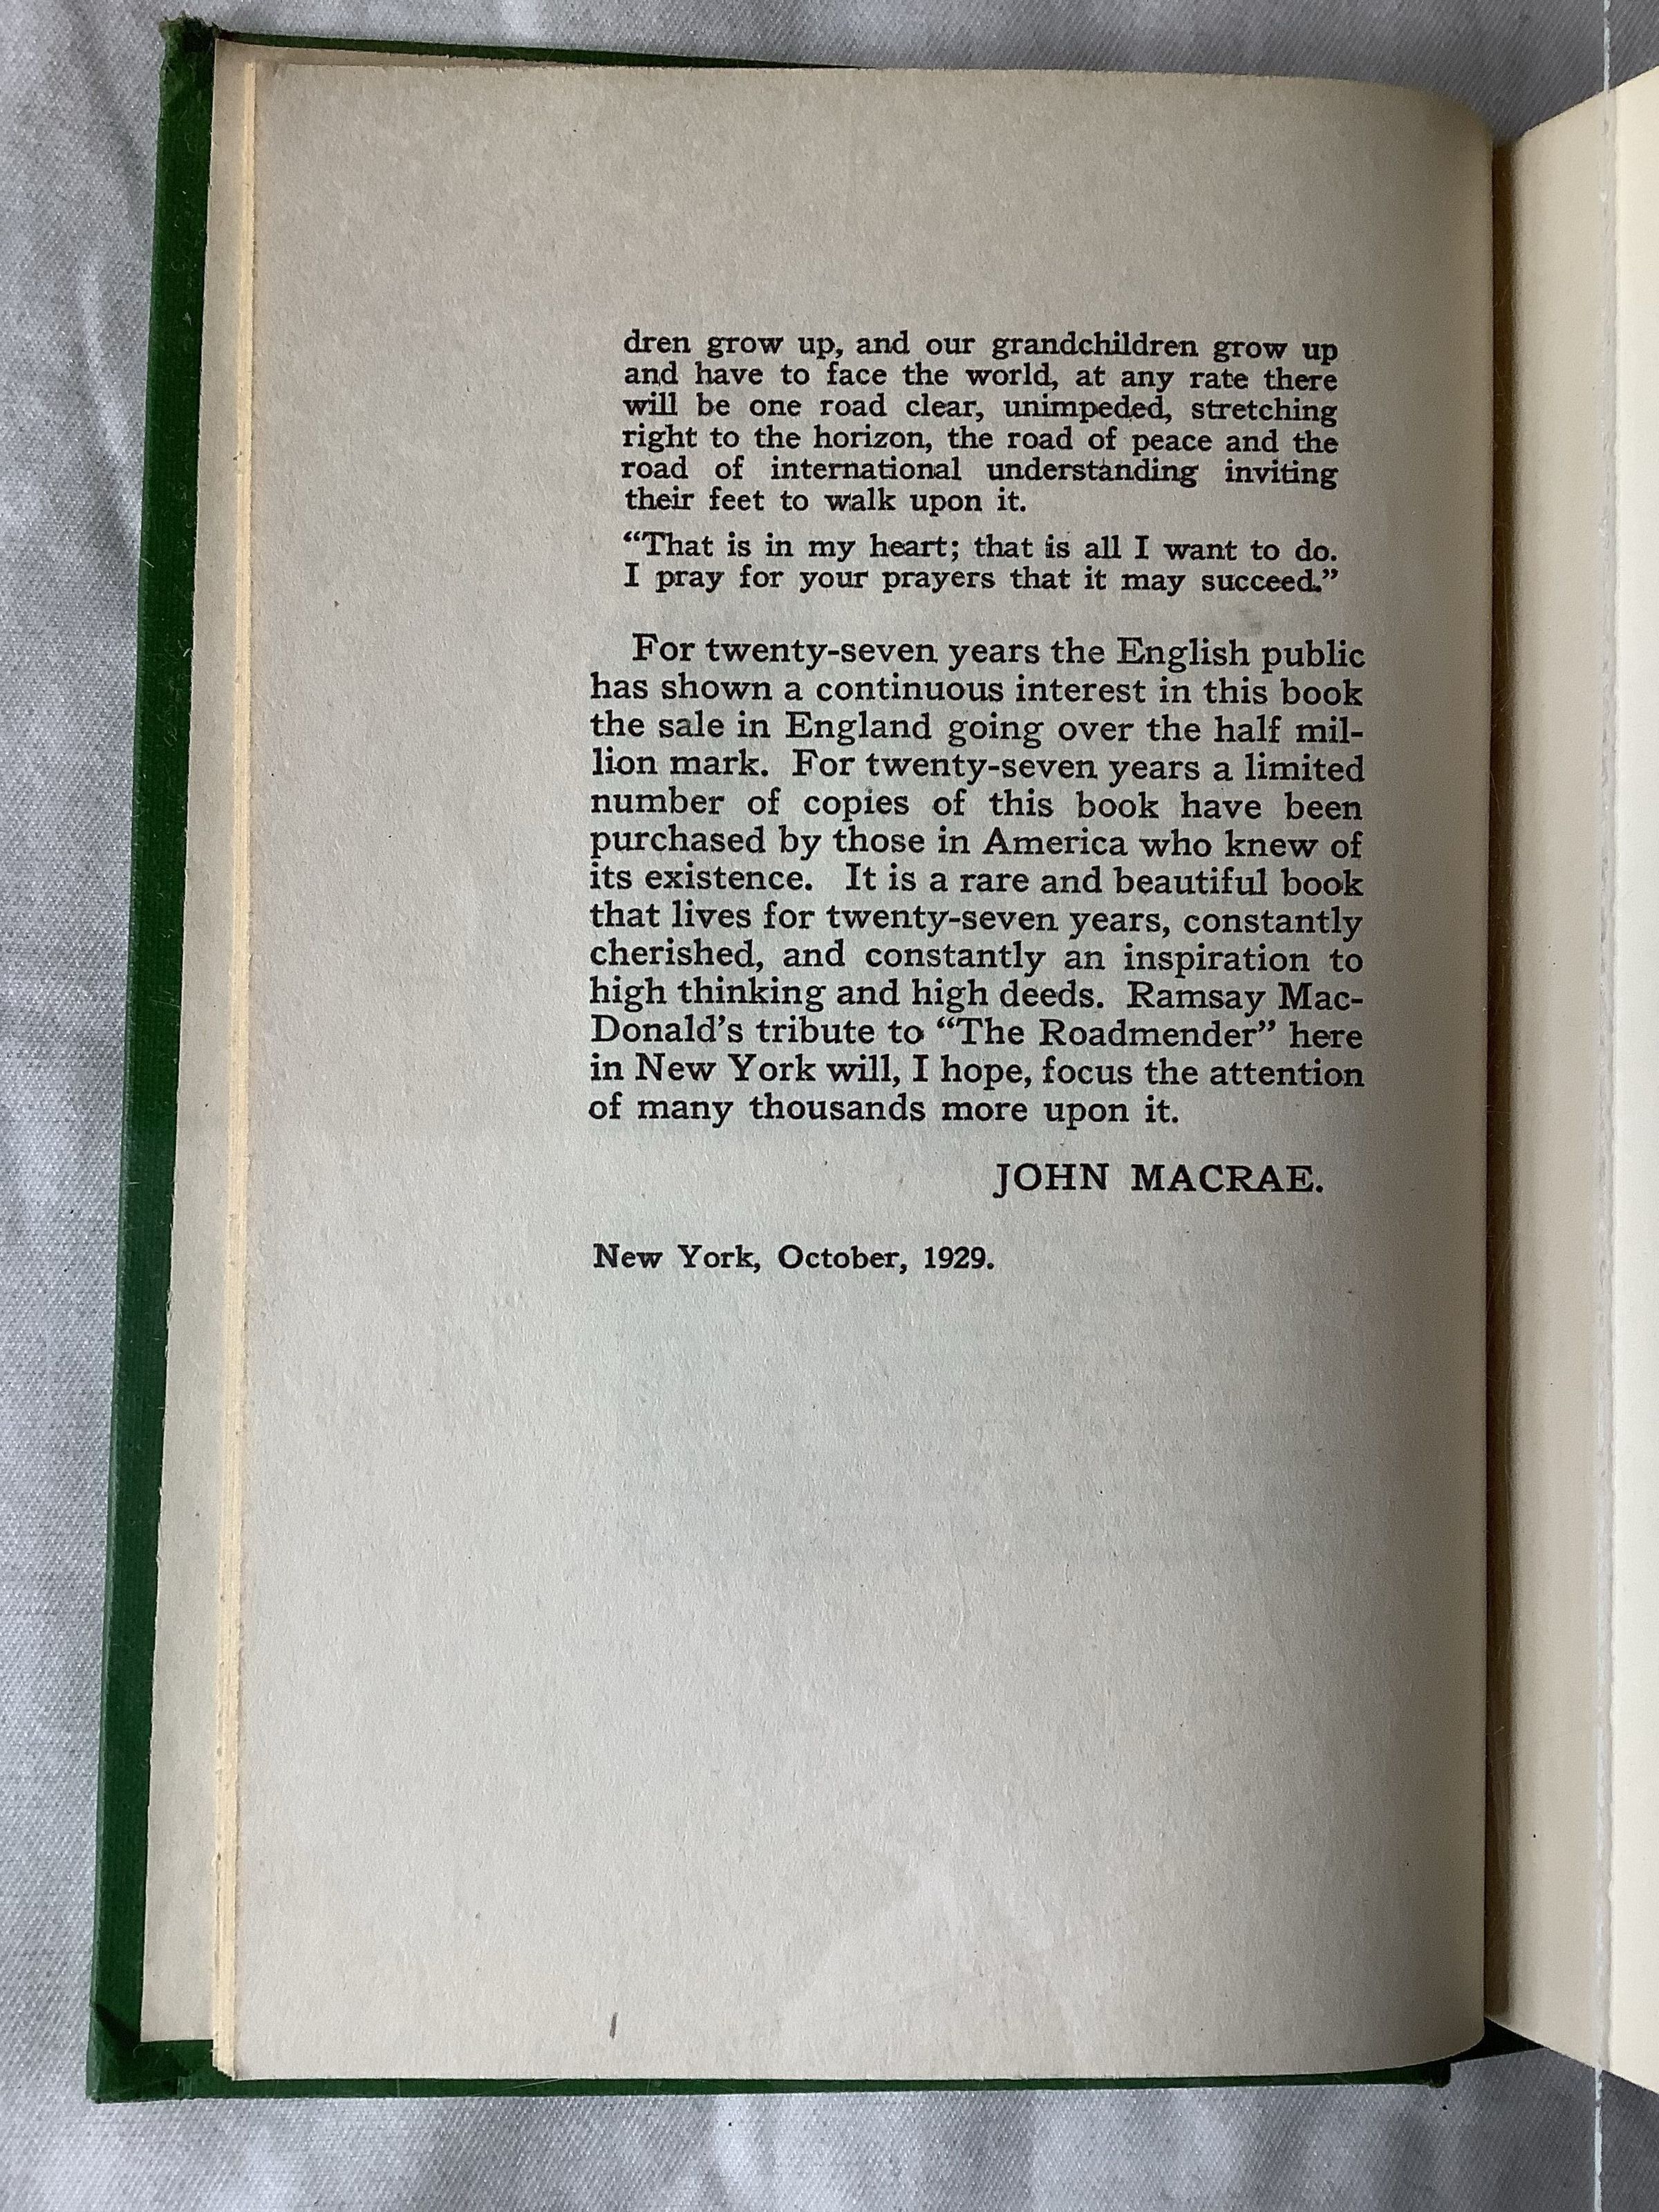 dren grow up, and our grandchildren grow up
and have to face the world, at any rate there
will be one road clear, unimpeded, stretching
right to the horizon, the road of peace and the
road of international understanding inviting
their feet to walk upon it.
“That is in my heart; that is all I want to do.
I pray for your prayers that it may succeed.”
For twenty-seven years the English public
has shown a continuous interest in this book
the sale in England going over the half mil-
lion mark. For twenty-seven years a limited
number of copies of this book have been
purchased by those in America who knew of
its existence. It is a rare and beautiful book
that lives for twenty-seven years, constantly
cherished, and constantly an inspiration to
high thinking and high deeds. Ramsay Mac-
Donald’s tribute to “The Roadmender” here
in New York will, I hope, focus the attention
of many thousands more upon it.
JOHN MACRAE.
New York, October, 1929.